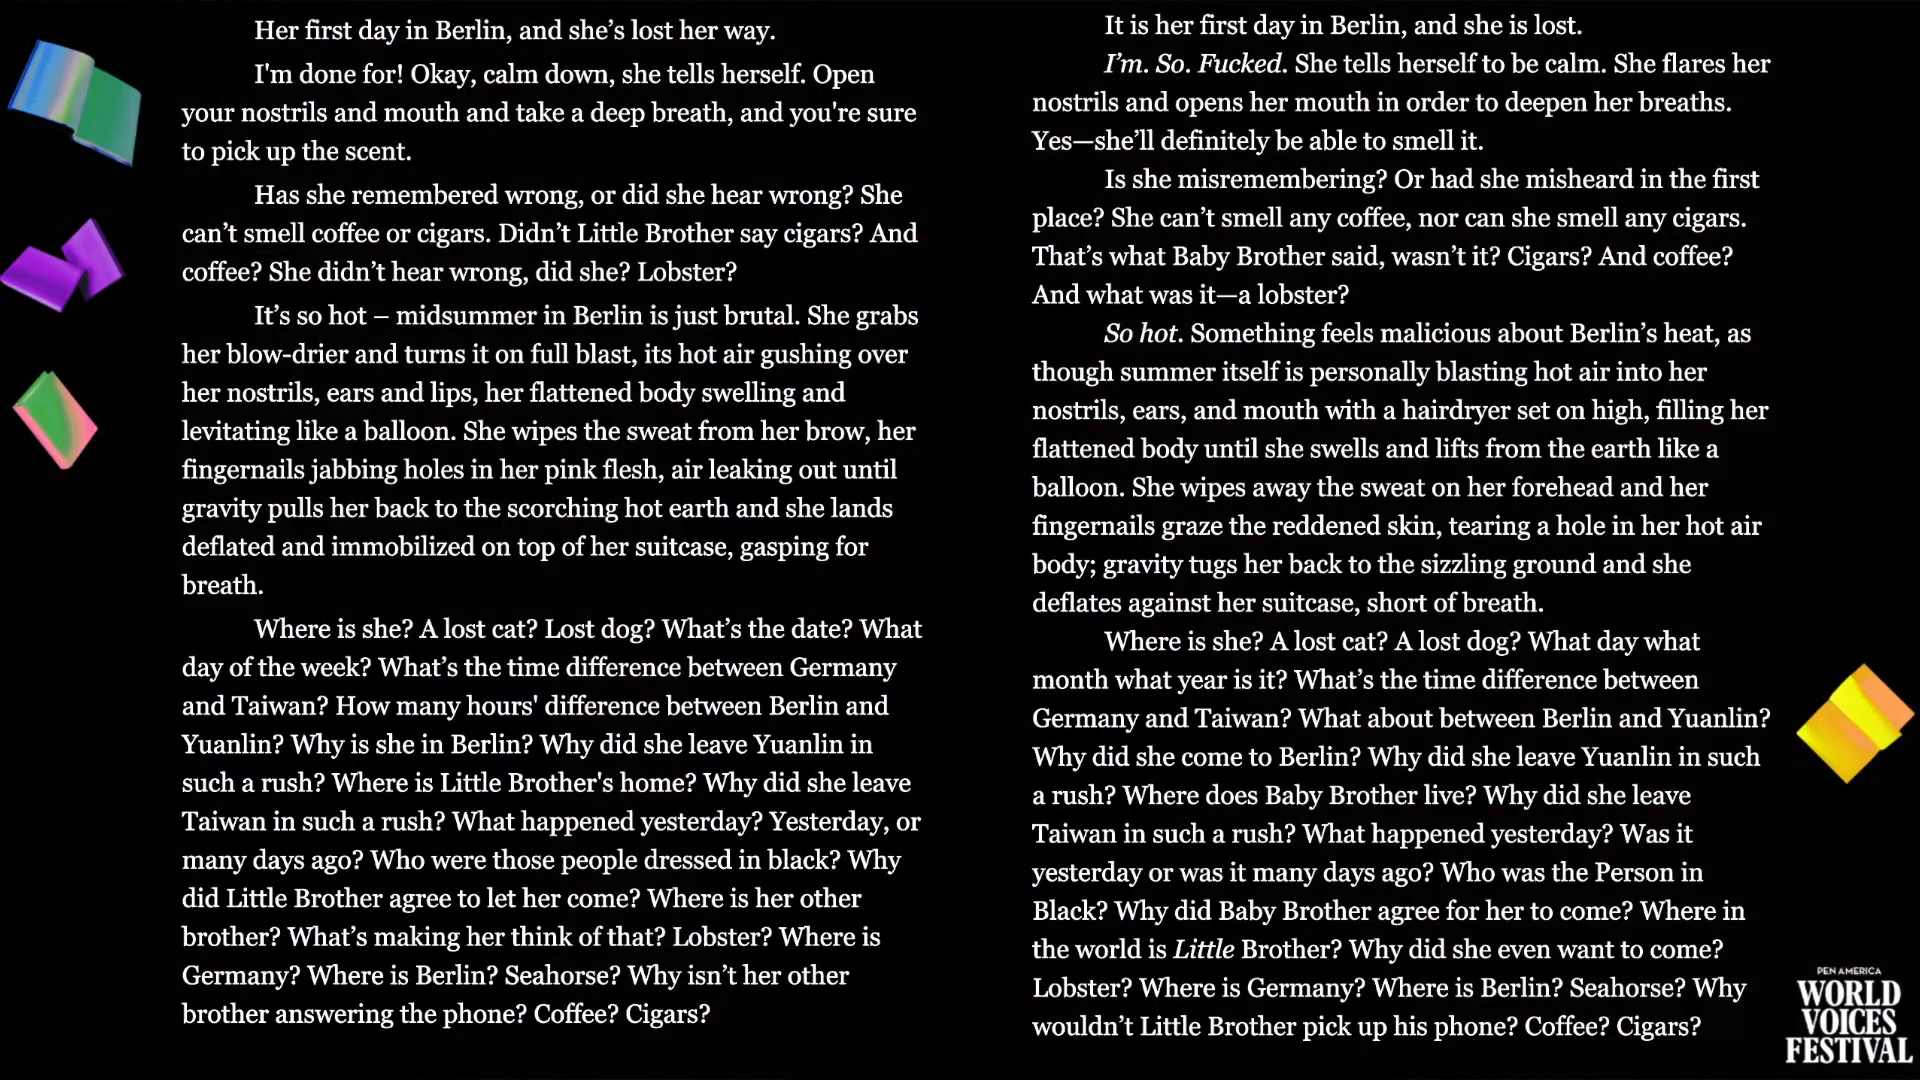 Her first day in Berlin, and she’s lost her way.
I'm done for! Okay, calm down, she tells herself. Open
your nostrils and mouth and take a deep breath, and you're sure
to pick up the scent.
Has she remembered wrong, or did she hear wrong? She
can’t smell coffee or cigars. Didn’t Little Brother say cigars? And
coffee? She didn’t hear wrong, did she? Lobster?
It’s so hot – midsummer in Berlin is just brutal. She grabs
her blow-drier and turns it on full blast, its hot air gushing over
her nostrils, ears and lips, her flattened body swelling and
levitating like a balloon. She wipes the sweat from her brow, her
fingernails jabbing holes in her pink flesh, air leaking out until
gravity pulls her back to the scorching hot earth and she lands
deflated and immobilized on top of her suitcase, gasping for
breath.
Where is she? A lost cat? Lost dog? What’s the date? What
day of the week? What’s the time difference between Germany
and Taiwan? How many hours' difference between Berlin and
Yuanlin? Why is she in Berlin? Why did she leave Yuanlin in
such a rush? Where is Little Brother's home? Why did she leave
Taiwan in such a rush? What happened yesterday? Yesterday, or
many days ago? Who were those people dressed in black? Why
did Little Brother agree to let her come? Where is her other
brother? What’s making her think of that? Lobster? Where is
Germany? Where is Berlin? Seahorse? Why isn’t her other
brother answering the phone? Coffee? Cigars?
It is her first day in Berlin, and she is lost.
I’m. So. Fucked. She tells herself to be calm. She flares her
nostrils and opens her mouth in order to deepen her breaths.
Yes—she’ll definitely be able to smell it.
Is she misremembering? Or had she misheard in the first
place? She can’t smell any coffee, nor can she smell any cigars.
That’s what Baby Brother said, wasn’t it? Cigars? And coffee?
And what was it—a lobster?
So hot. Something feels malicious about Berlin’s heat, as
though summer itself is personally blasting hot air into her
nostrils, ears, and mouth with a hairdryer set on high, filling her
flattened body until she swells and lifts from the earth like a
balloon. She wipes away the sweat on her forehead and her
fingernails graze the reddened skin, tearing a hole in her hot air
body; gravity tugs her back to the sizzling ground and she
deflates against her suitcase, short of breath.
Where is she? A lost cat? A lost dog? What day what
month what year is it? What’s the time difference between
Germany and Taiwan? What about between Berlin and Yuanlin?
Why did she come to Berlin? Why did she leave Yuanlin in such
a rush? Where does Baby Brother live? Why did she leave
Taiwan in such a rush? What happened yesterday? Was it
yesterday or was it many days ago? Who was the Person in
Black? Why did Baby Brother agree for her to come? Where in
the world is Little Brother? Why did she even want to come?
Lobster? Where is Germany? Where is Berlin? Seahorse? Why
wouldn’t Little Brother pick up his phone? Coffee? Cigars?
PEN AMERICA
WORLD
VOICES
FESTIVAL